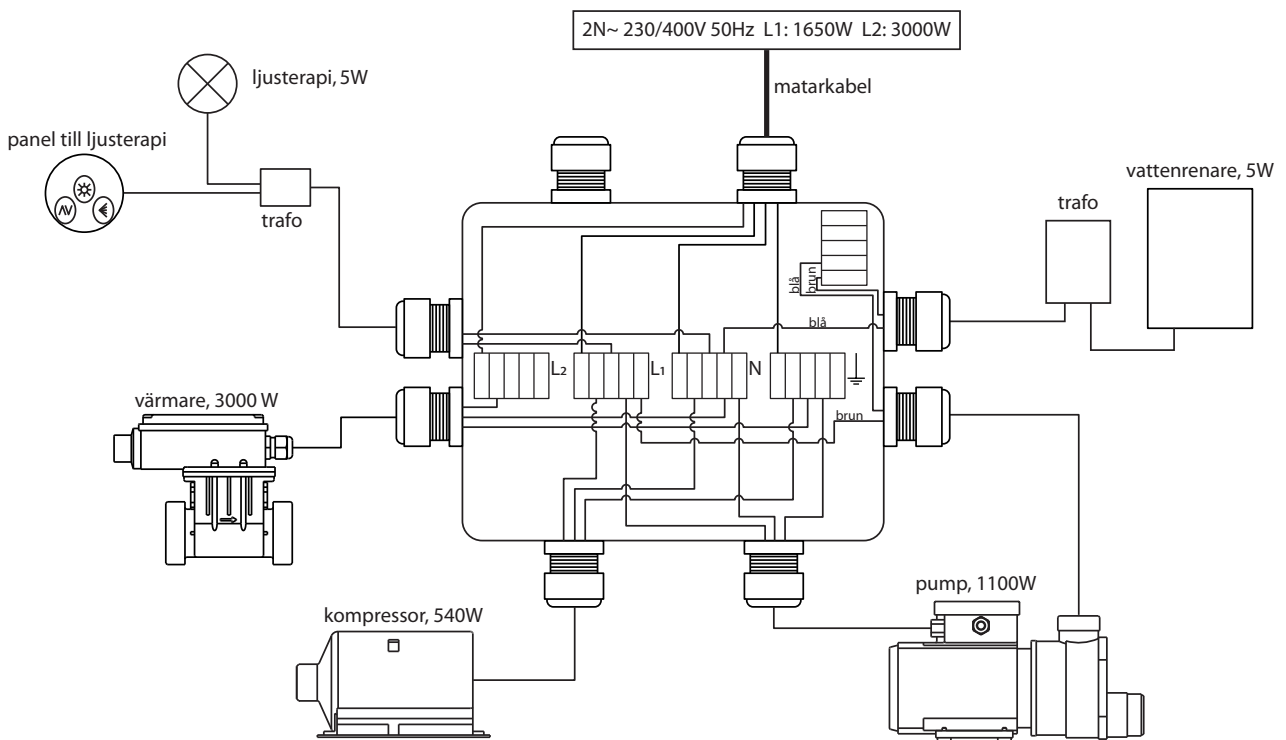 2N~ 230/400V 50Hz L1: 1650W L2: 3000W
matarkabel
ljusterapi, 5W
panel till ljusterapi
trafo
vattenrenare, 5W
trafo
blå
brun
blå
L2
L1
N
brun
värmare, 3000 W
kompressor, 540W
pump, 1100W